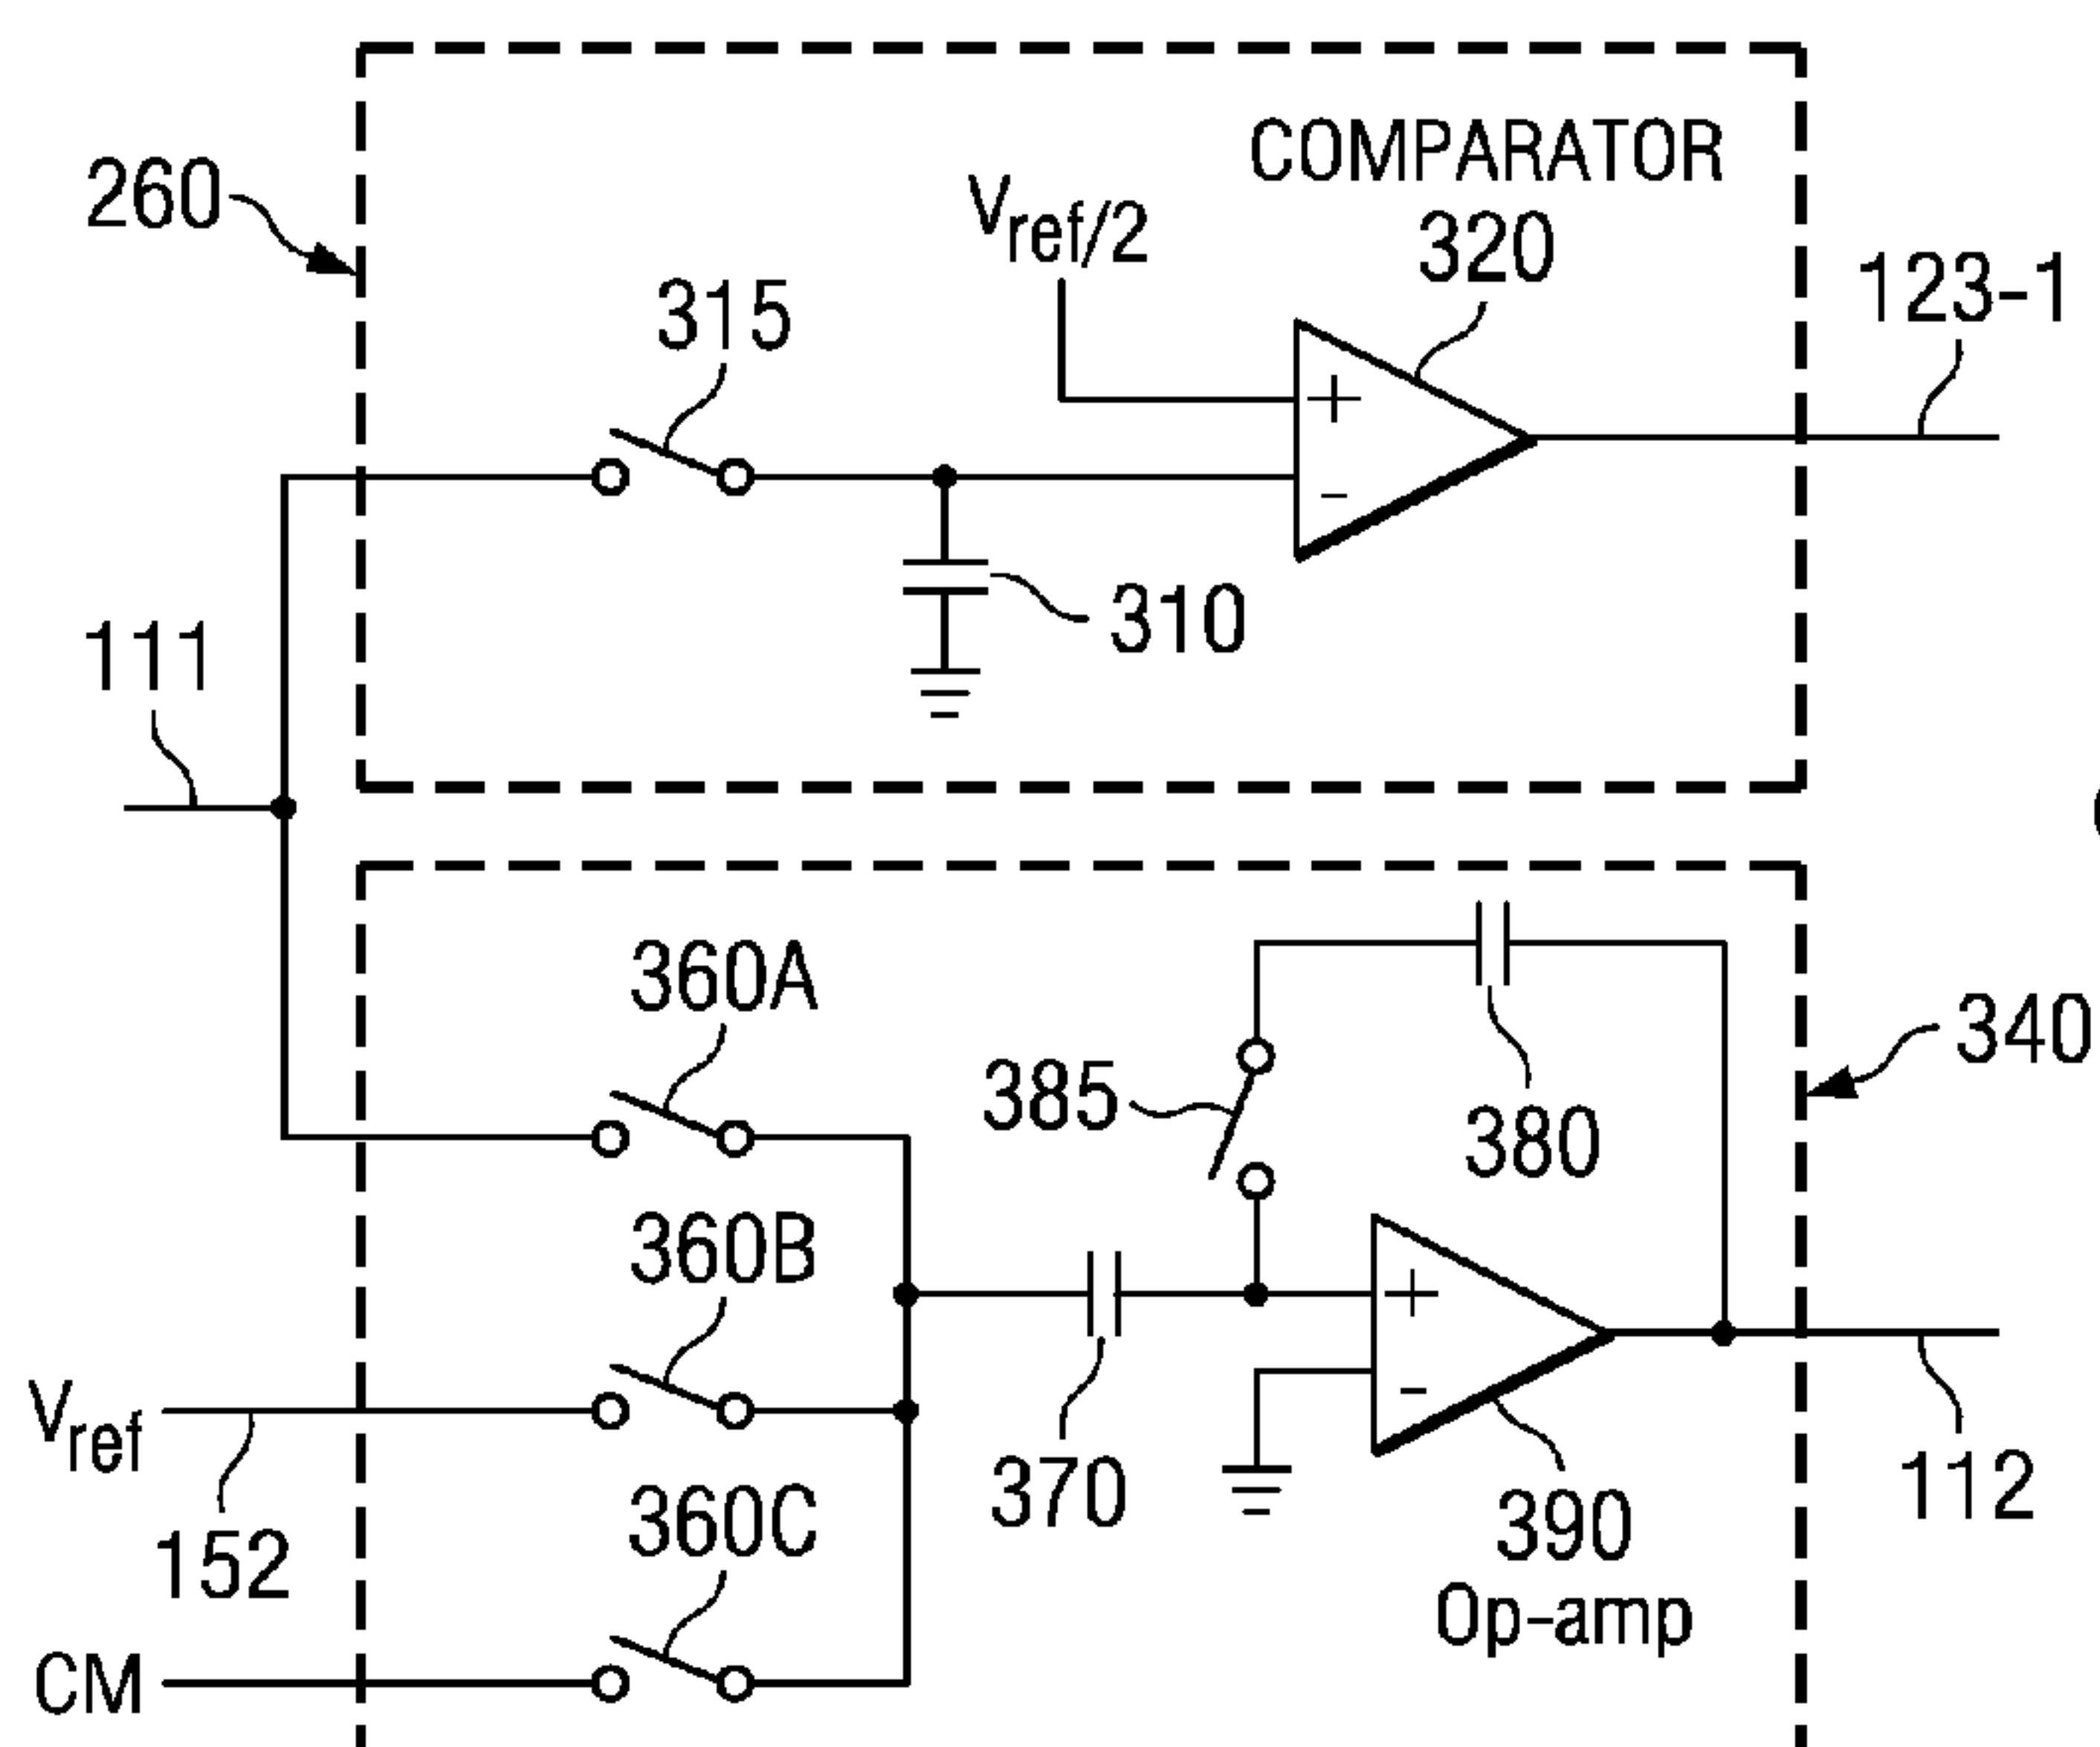 COMPARATOR
260
Vref/2
320
123-1
315
310
111
360A
340
385
380
360B
Vref
370
112
390
152
360C
Op-amp
CM
+
-
+
-